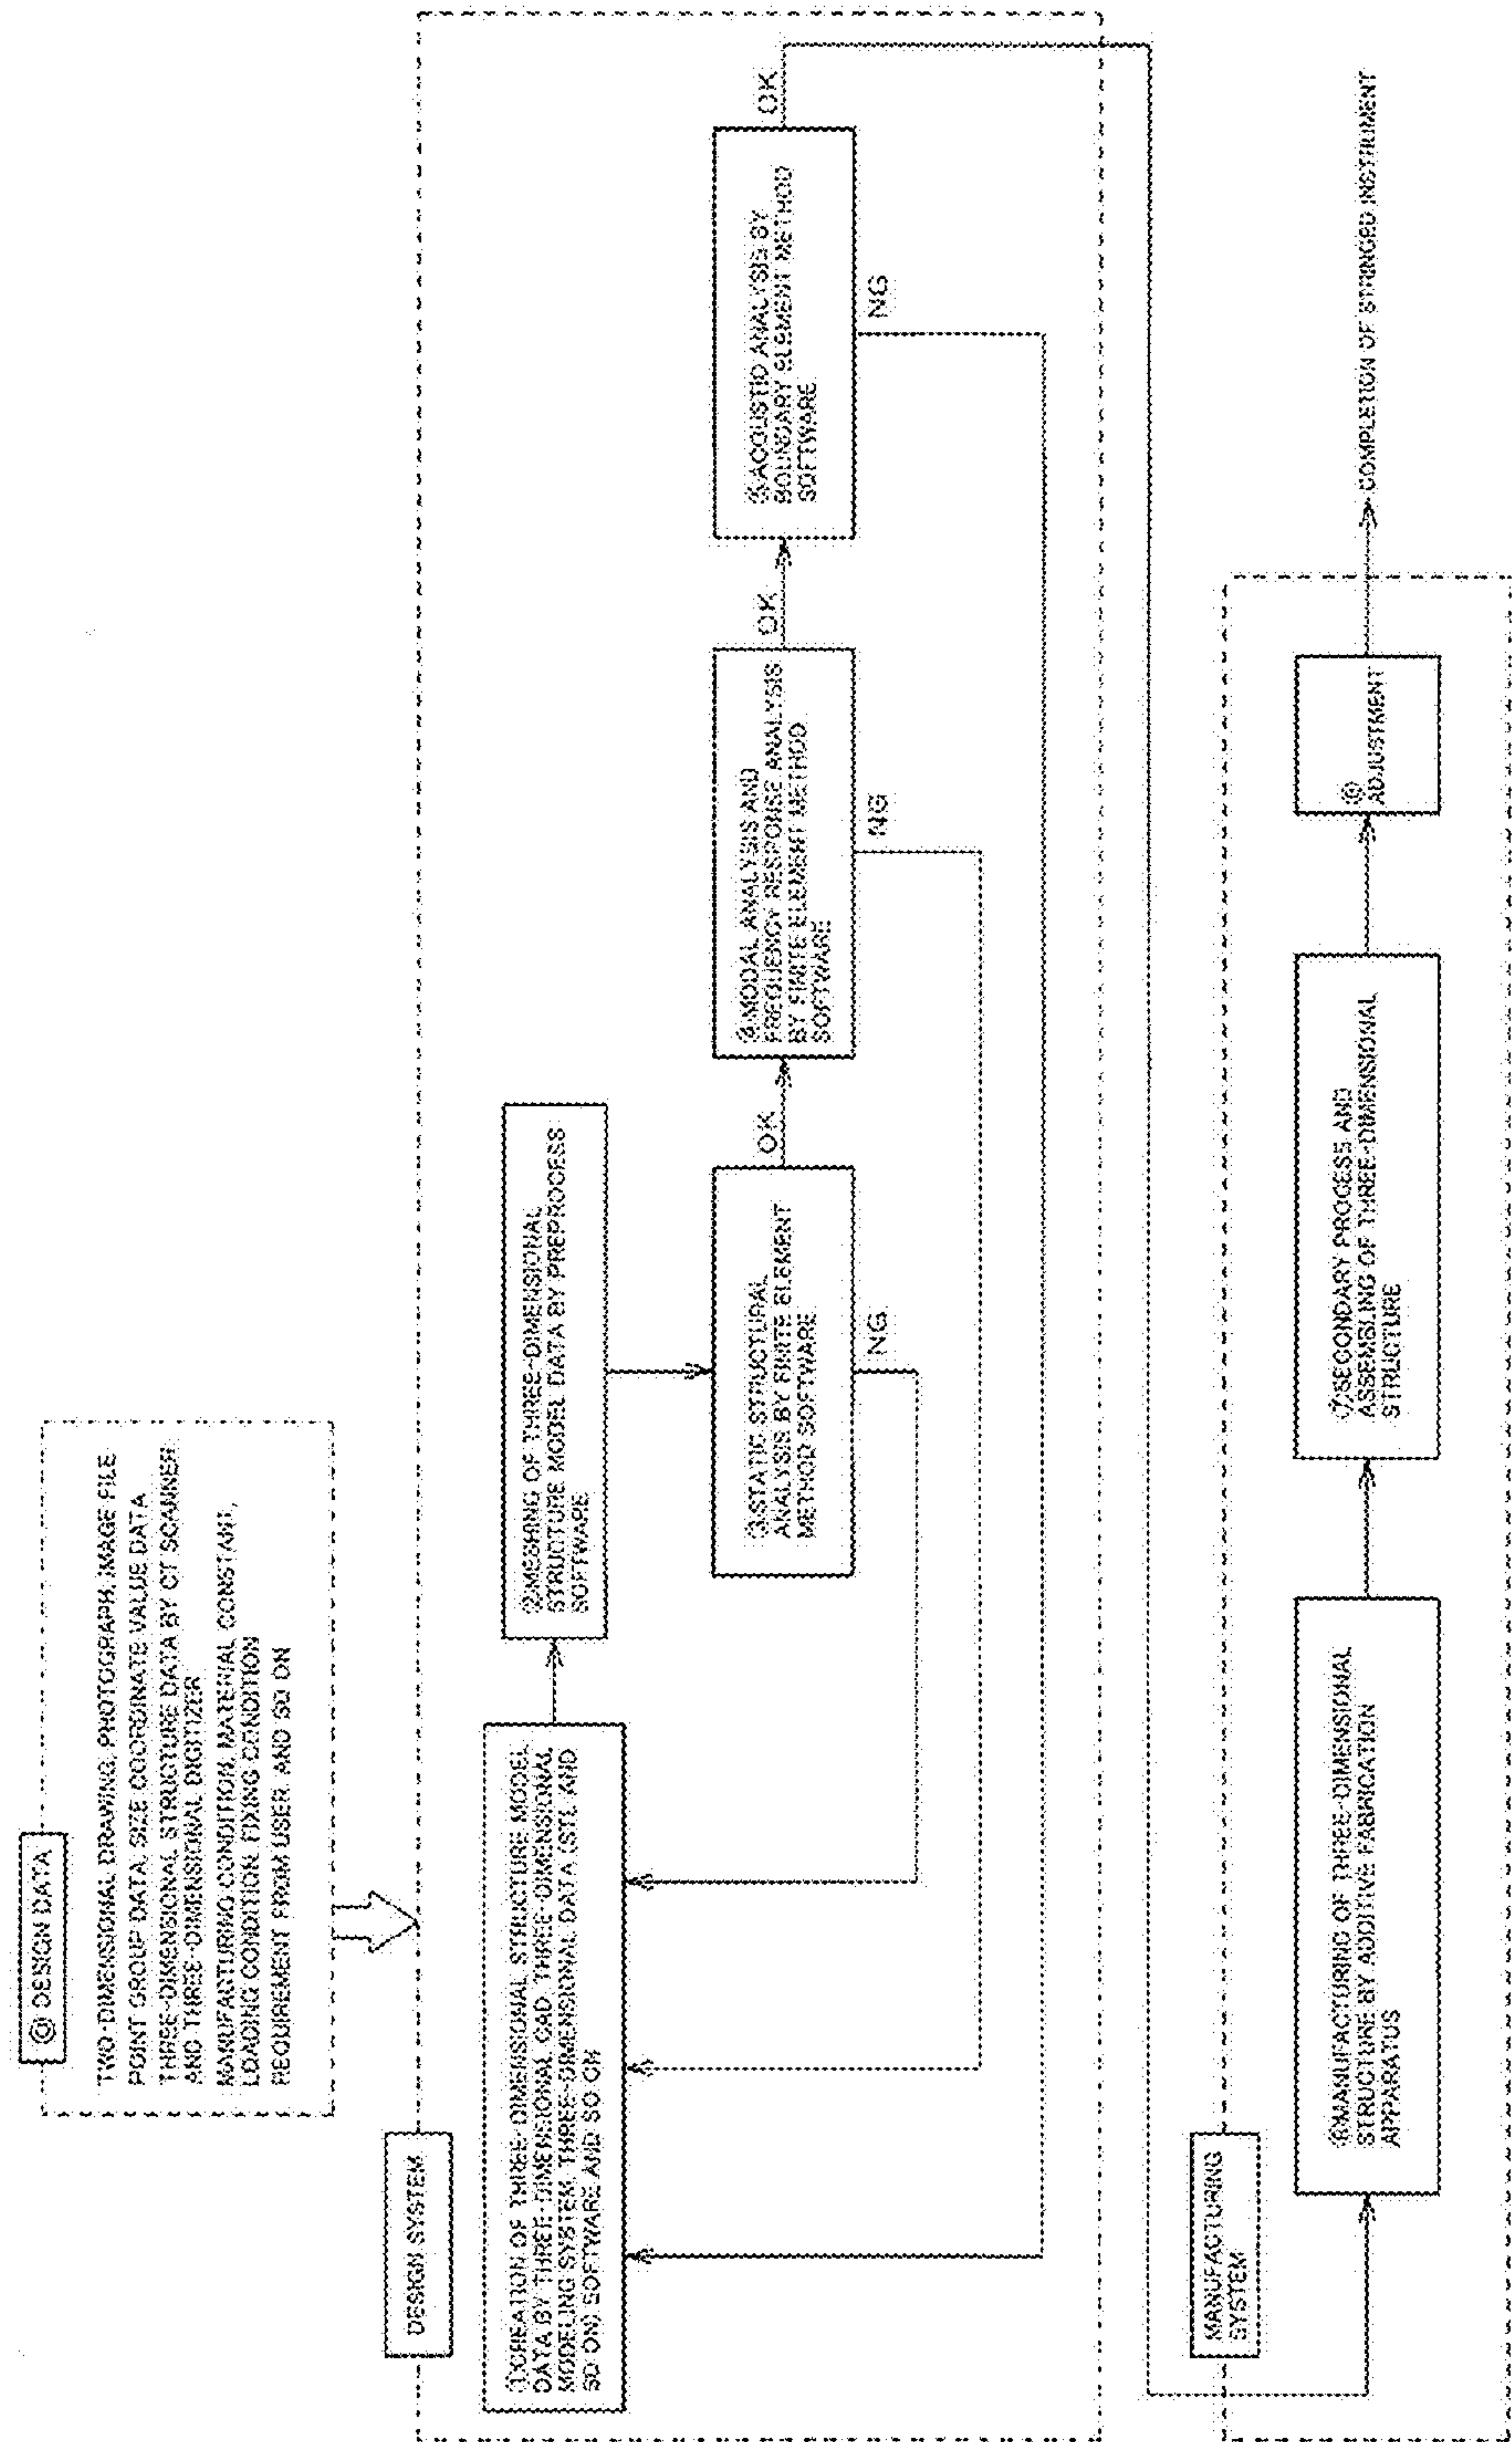 ⓪ DESIGN DATA
TWO-DIMENSIONAL DRAWING, PHOTOGRAPH, IMAGE FILE
POINT GROUP DATA, SIZE COORDINATE VALUE DATA
THREE-DIMENSIONAL STRUCTURE DATA BY CT SCANNER
AND THREE-DIMENSIONAL DIGITIZER
MANUFACTURING CONDITION, MATERIAL CONSTANT,
LOADING CONDITION, FIXING CONDITION
REQUIREMENT FROM USER, AND SO ON
DESIGN SYSTEM
①CREATION OF THREE-DIMENSIONAL STRUCTURE MODEL
DATA BY THREE-DIMENSIONAL CAD, THREE-DIMENSIONAL
MODELING SYSTEM, THREE-DIMENSIONAL DATA (STL AND
SO ON) SOFTWARE AND SO ON
②MESHING OF THREE-DIMENSIONAL
STRUCTURE MODEL DATA BY PREPROCESS
SOFTWARE
③STATIC STRUCTURAL
ANALYSIS BY FINITE ELEMENT
METHOD SOFTWARE
OK
NG
④MODAL ANALYSIS AND
FREQUENCY RESPONSE ANALYSIS
BY FINITE ELEMENT METHOD
SOFTWARE
OK
NG
⑤ACOUSTIC ANALYSIS BY
BOUNDARY ELEMENT METHOD
SOFTWARE
OK
NG
MANUFACTURING
SYSTEM
⑥MANUFACTURING OF THREE-DIMENSIONAL
STRUCTURE BY ADDITIVE FABRICATION
APPARATUS
⑦SECONDARY PROCESS AND
ASSEMBLING OF THREE-DIMENSIONAL
STRUCTURE
ADJUSTMENT
COMPLETION OF STRINGED INSTRUMENT